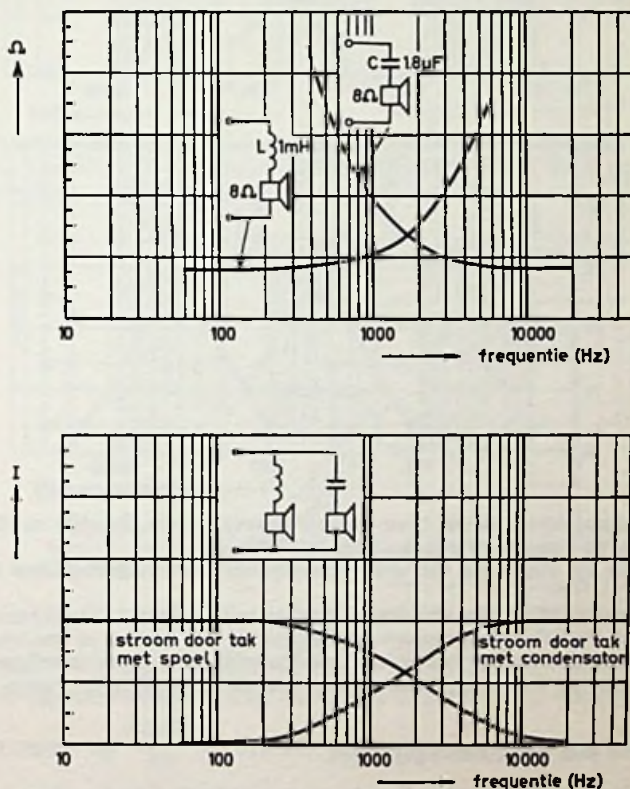 Ω
C 1.8µF
8Ω
L 1mH
8Ω
10 100 1000 10000
frequentie (Hz)
I
stroom door tak
met spoel
stroom door tak
met condensator
10 100 1000 10000
frequentie (Hz)